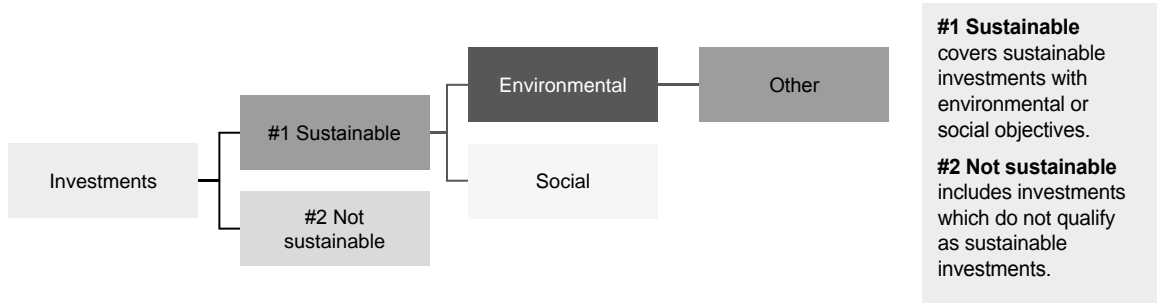 Investments
#1 Sustainable
#2 Not
sustainable
Environmental
Social
Other
#1 Sustainable
covers sustainable
investments with
environmental or
social objectives.
#2 Not sustainable
includes investments
which do not qualify
as sustainable
investments.